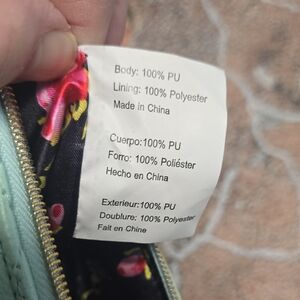 Body: 100% PU
Lining: 100% Polyester
Made in China
Cuerpo:100% PU
Forro: 100% Poliéster
Hecho en China
Exterieur:100% PU
Doublure: 100% Polyester
Fait en Chine